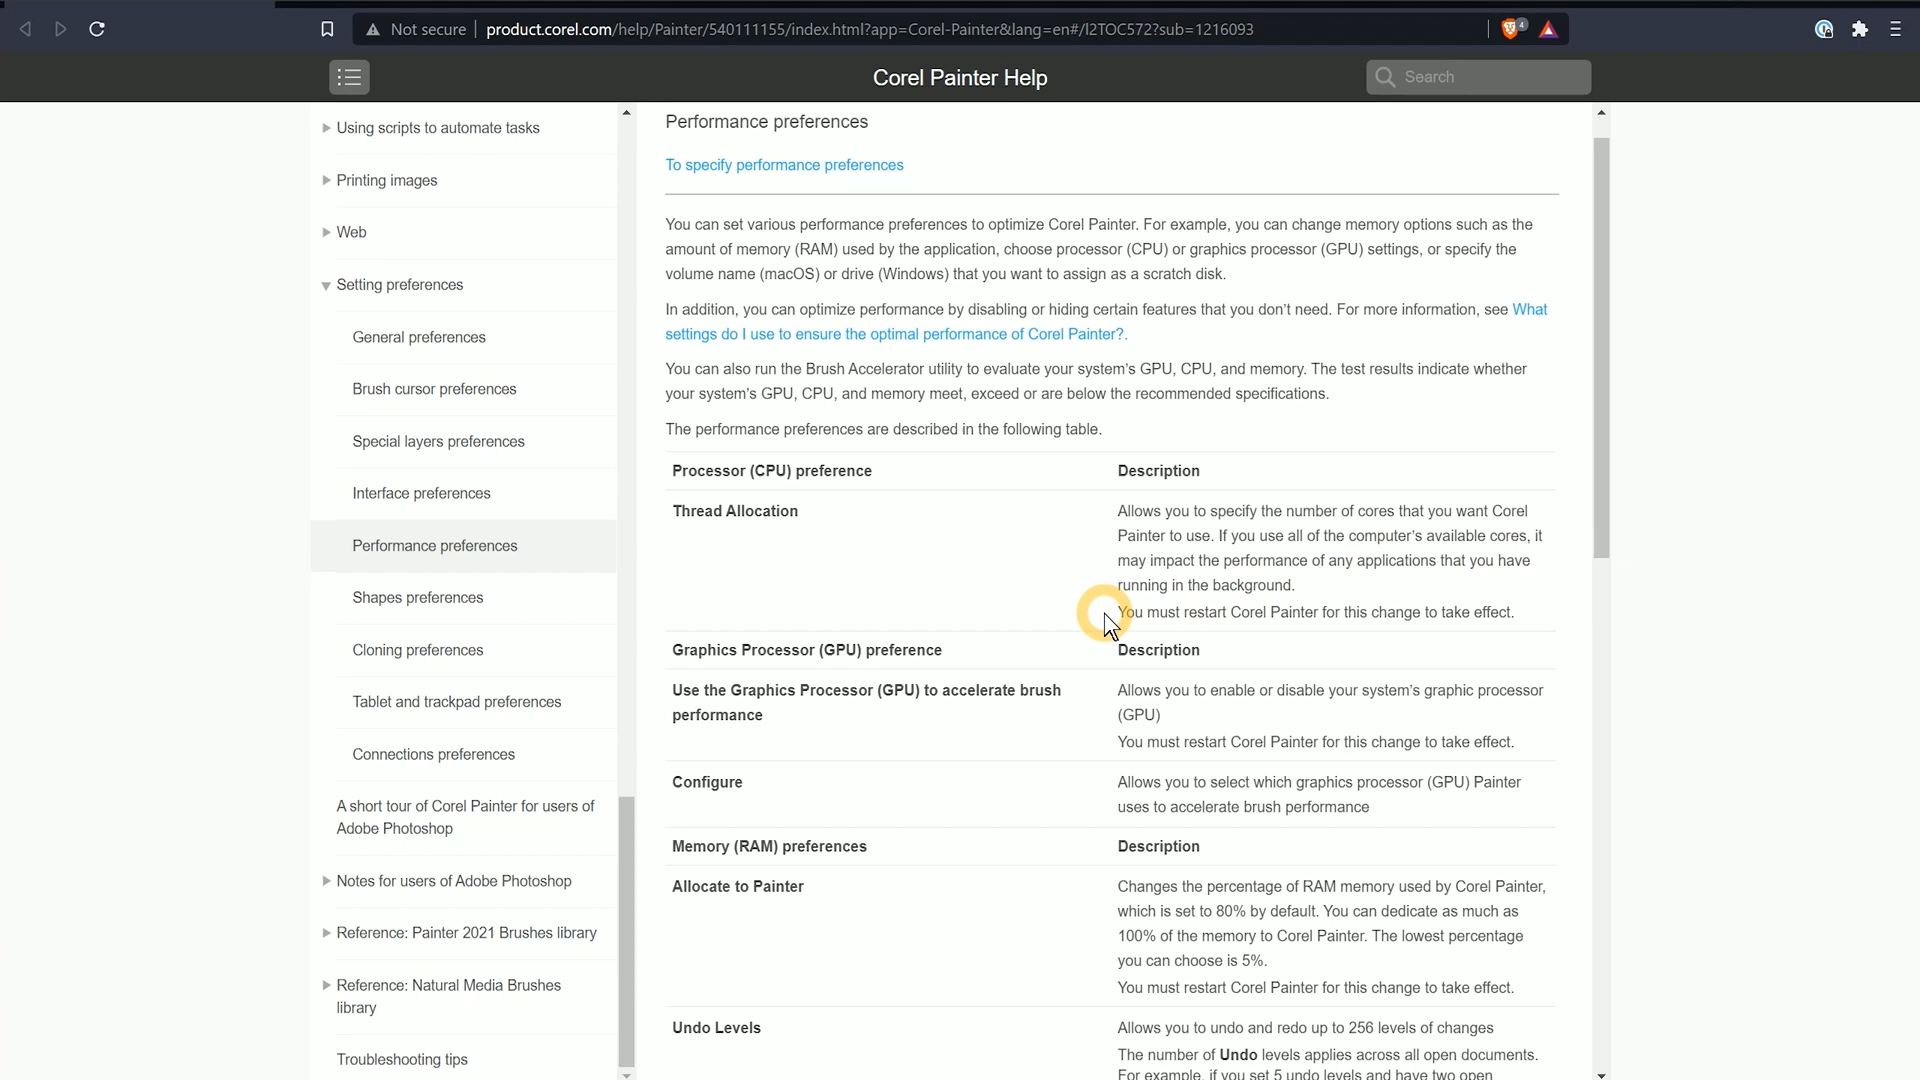 Not secure
product.corel.com/help/Painter/540111155/index.html?app=Corel-Painter&lang=en#/l2TOC572?sub=1216093
4
Corel Painter Help
Search
Using scripts to automate tasks
Printing images
Web
Setting preferences
General preferences
Brush cursor preferences
Special layers preferences
Interface preferences
Performance preferences
Shapes preferences
Cloning preferences
Tablet and trackpad preferences
Connections preferences
A short tour of Corel Painter for users of
Adobe Photoshop
Notes for users of Adobe Photoshop
Reference: Painter 2021 Brushes library
Reference: Natural Media Brushes
library
Troubleshooting tips
Performance preferences
To specify performance preferences
You can set various performance preferences to optimize Corel Painter. For example, you can change memory options such as the
amount of memory (RAM) used by the application, choose processor (CPU) or graphics processor (GPU) settings, or specify the
volume name (macOS) or drive (Windows) that you want to assign as a scratch disk.
In addition, you can optimize performance by disabling or hiding certain features that you don't need. For more information, see What
settings do I use to ensure the optimal performance of Corel Painter?.
You can also run the Brush Accelerator utility to evaluate your system's GPU, CPU, and memory. The test results indicate whether
your system's GPU, CPU, and memory meet, exceed or are below the recommended specifications.
The performance preferences are described in the following table.
Processor (CPU) preference
Description
Thread Allocation
Allows you to specify the number of cores that you want Corel
Painter to use. If you use all of the computer's available cores, it
may impact the performance of any applications that you have
running in the background.
You must restart Corel Painter for this change to take effect.
Graphics Processor (GPU) preference
Description
Use the Graphics Processor (GPU) to accelerate brush
performance
Allows you to enable or disable your system's graphic processor
(GPU)
You must restart Corel Painter for this change to take effect.
Configure
Allows you to select which graphics processor (GPU) Painter
uses to accelerate brush performance
Memory (RAM) preferences
Description
Allocate to Painter
Changes the percentage of RAM memory used by Corel Painter,
which is set to 80% by default. You can dedicate as much as
100% of the memory to Corel Painter. The lowest percentage
you can choose is 5%.
You must restart Corel Painter for this change to take effect.
Undo Levels
Allows you to undo and redo up to 256 levels of changes
The number of Undo levels applies across all open documents.
For example, if you set 5 undo levels and have two open